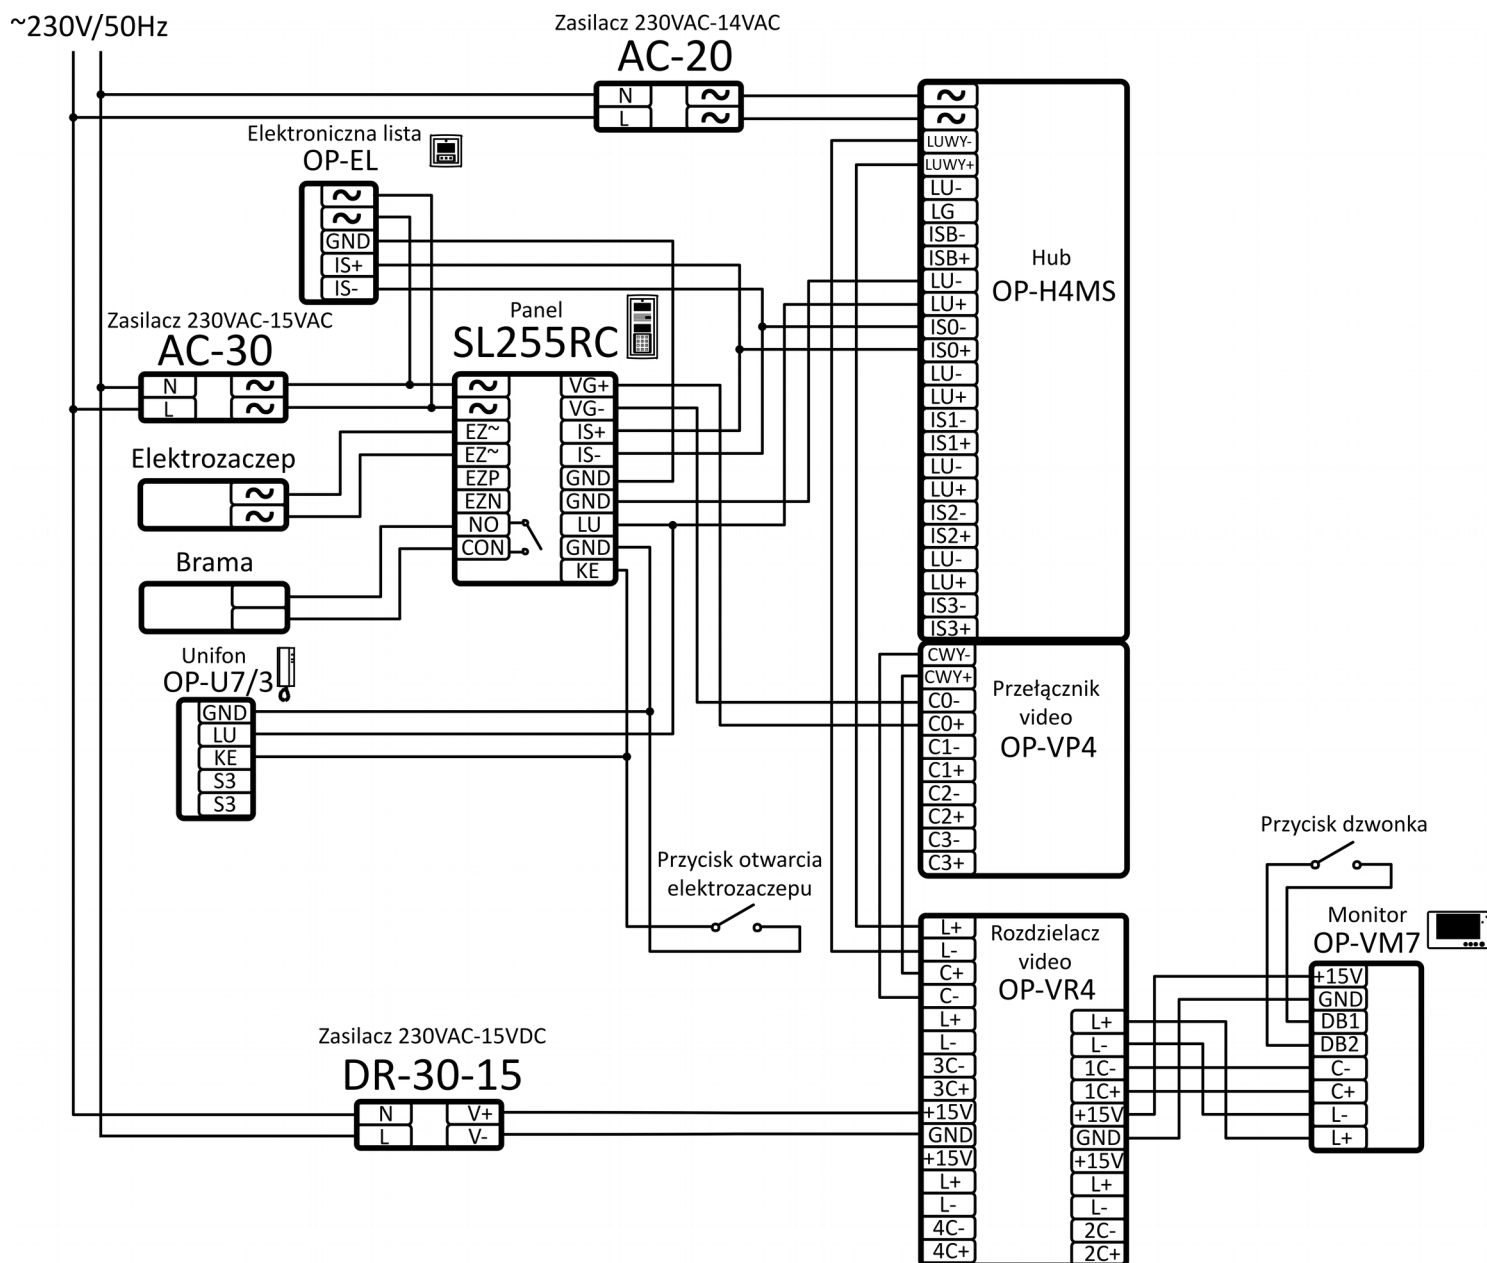 ~230V/50Hz
Zasilacz 230VAC-14VAC
AC-20
N
L
~
~
Elektroniczna lista
OP-EL
~
~
GND
IS+
IS-
Zasilacz 230VAC-15VAC
AC-30
N
L
~
~
Elektrozaczep
~
~
Brama
Unifon
OP-U7/3
GND
LU
KE
S3
S3
Panel
SL255RC
~
~
EZ~
EZ~
EZP
EZN
NO
CON
VG+
VG-
IS+
IS-
GND
GND
LU
GND
KE
Hub
OP-H4MS
~
~
LUWY-
LUWY+
LU-
LG
ISB-
ISB+
LU-
LU+
IS0-
IS0+
LU-
LU+
IS1-
IS1+
LU-
LU+
IS2-
IS2+
LU-
LU+
IS3-
IS3+
Przełącznik
video
OP-VP4
CWY-
CWY+
C0-
C0+
C1-
C1+
C2-
C2+
C3-
C3+
Przycisk otwarcia
elektrozaczepu
Zasilacz 230VAC-15VDC
DR-30-15
N
L
V+
V-
Rozdzielacz
video
OP-VR4
L+
L-
C+
C-
L+
L-
3C-
3C+
+15V
GND
+15V
L+
L-
4C-
4C+
L+
L-
1C-
1C+
+15V
GND
+15V
L+
L-
2C-
2C+
Przycisk dzwonka
Monitor
OP-VM7
+15V
GND
DB1
DB2
C-
C+
L-
L+